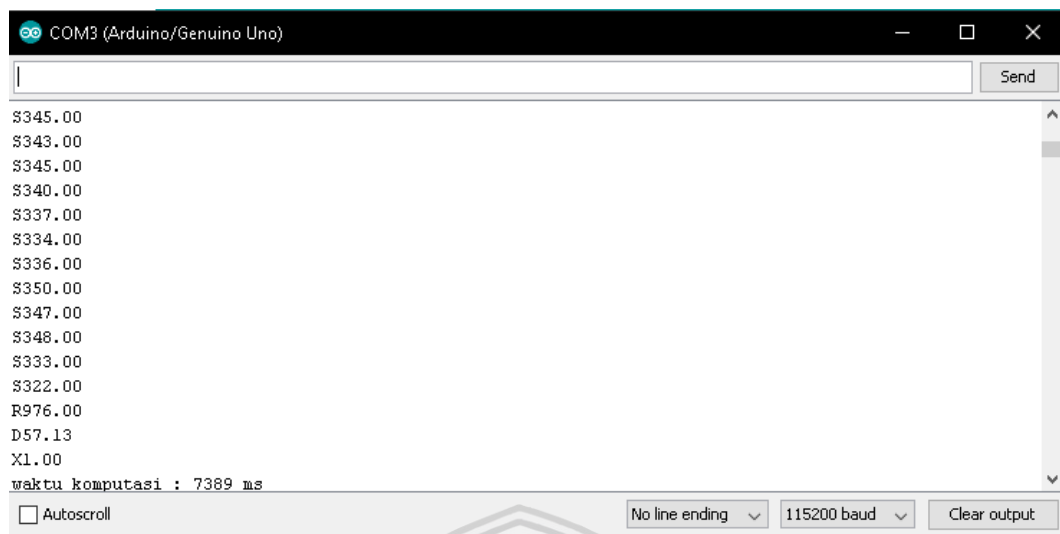 COM3 (Arduino/Genuino Uno)
Send
S345.00
S343.00
S345.00
S340.00
S337.00
S334.00
S336.00
S350.00
S347.00
S348.00
S333.00
S322.00
R976.00
D57.13
X1.00
waktu komputasi : 7389 ms
Autoscroll
No line ending
115200 baud
Clear output